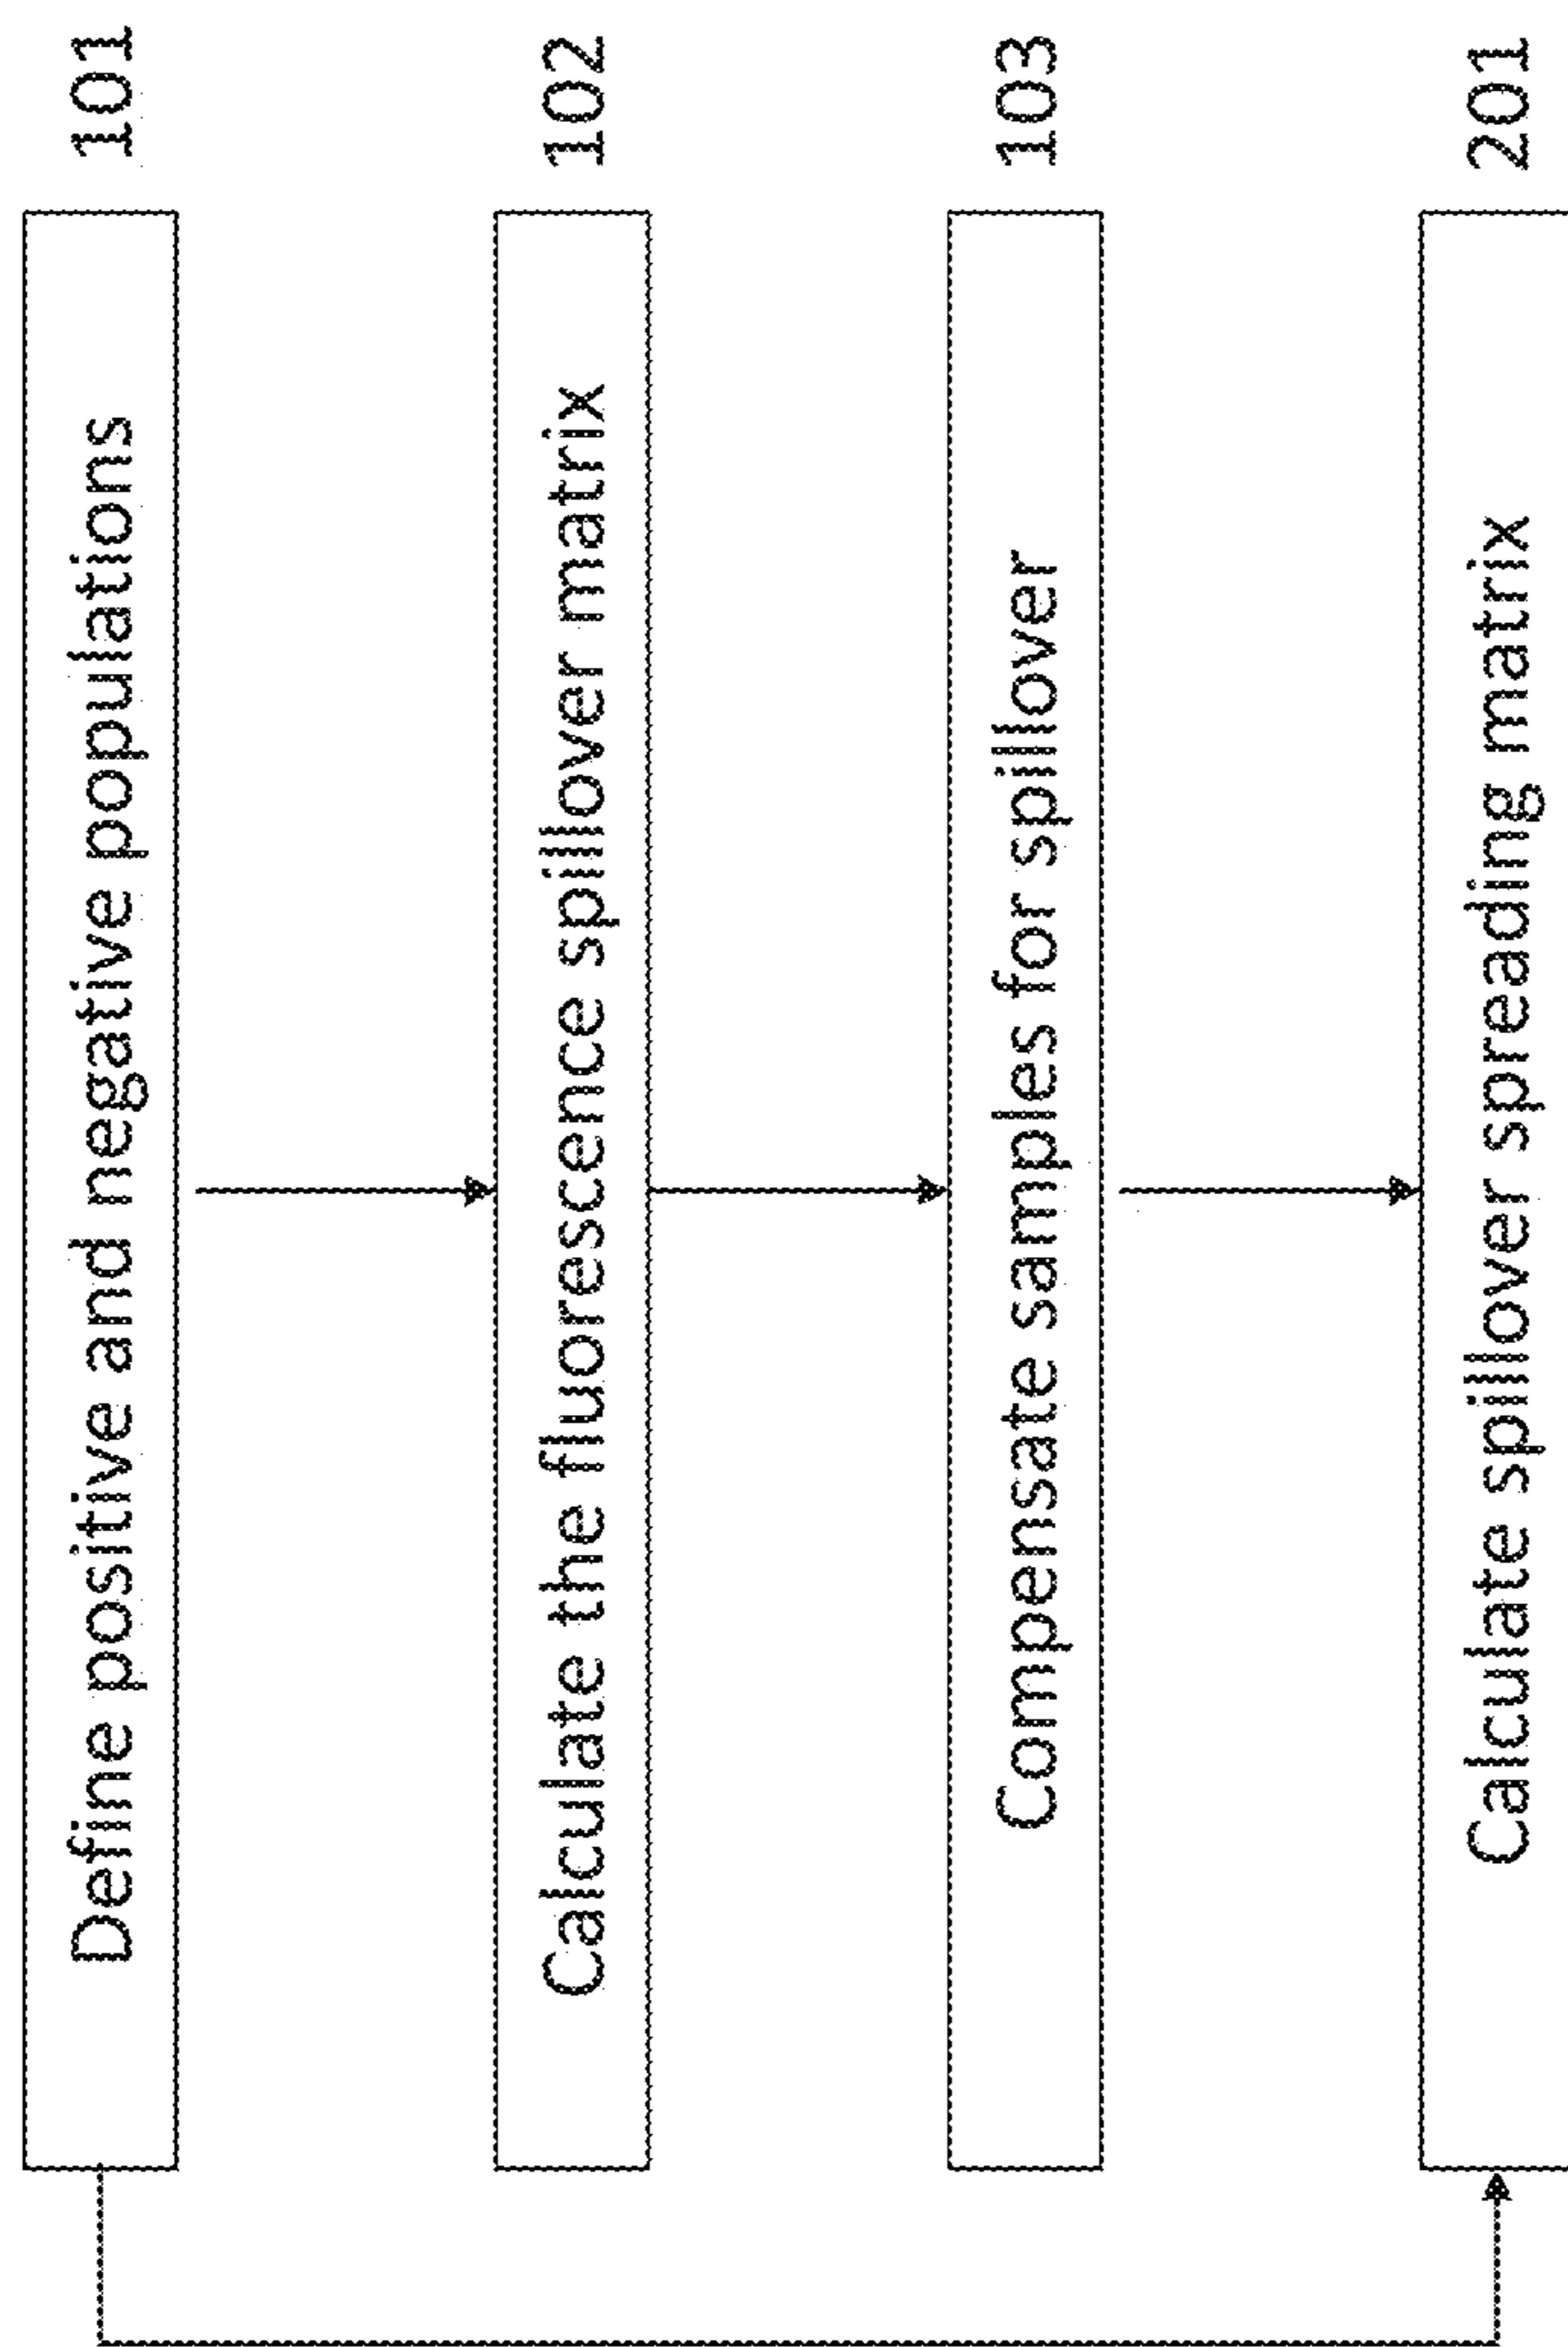 Define positive and negative populations 101
Calculate the fluorescence spillover matrix 102
Compensate samples for spillover 103
Calculate spillover spreading matrix 201